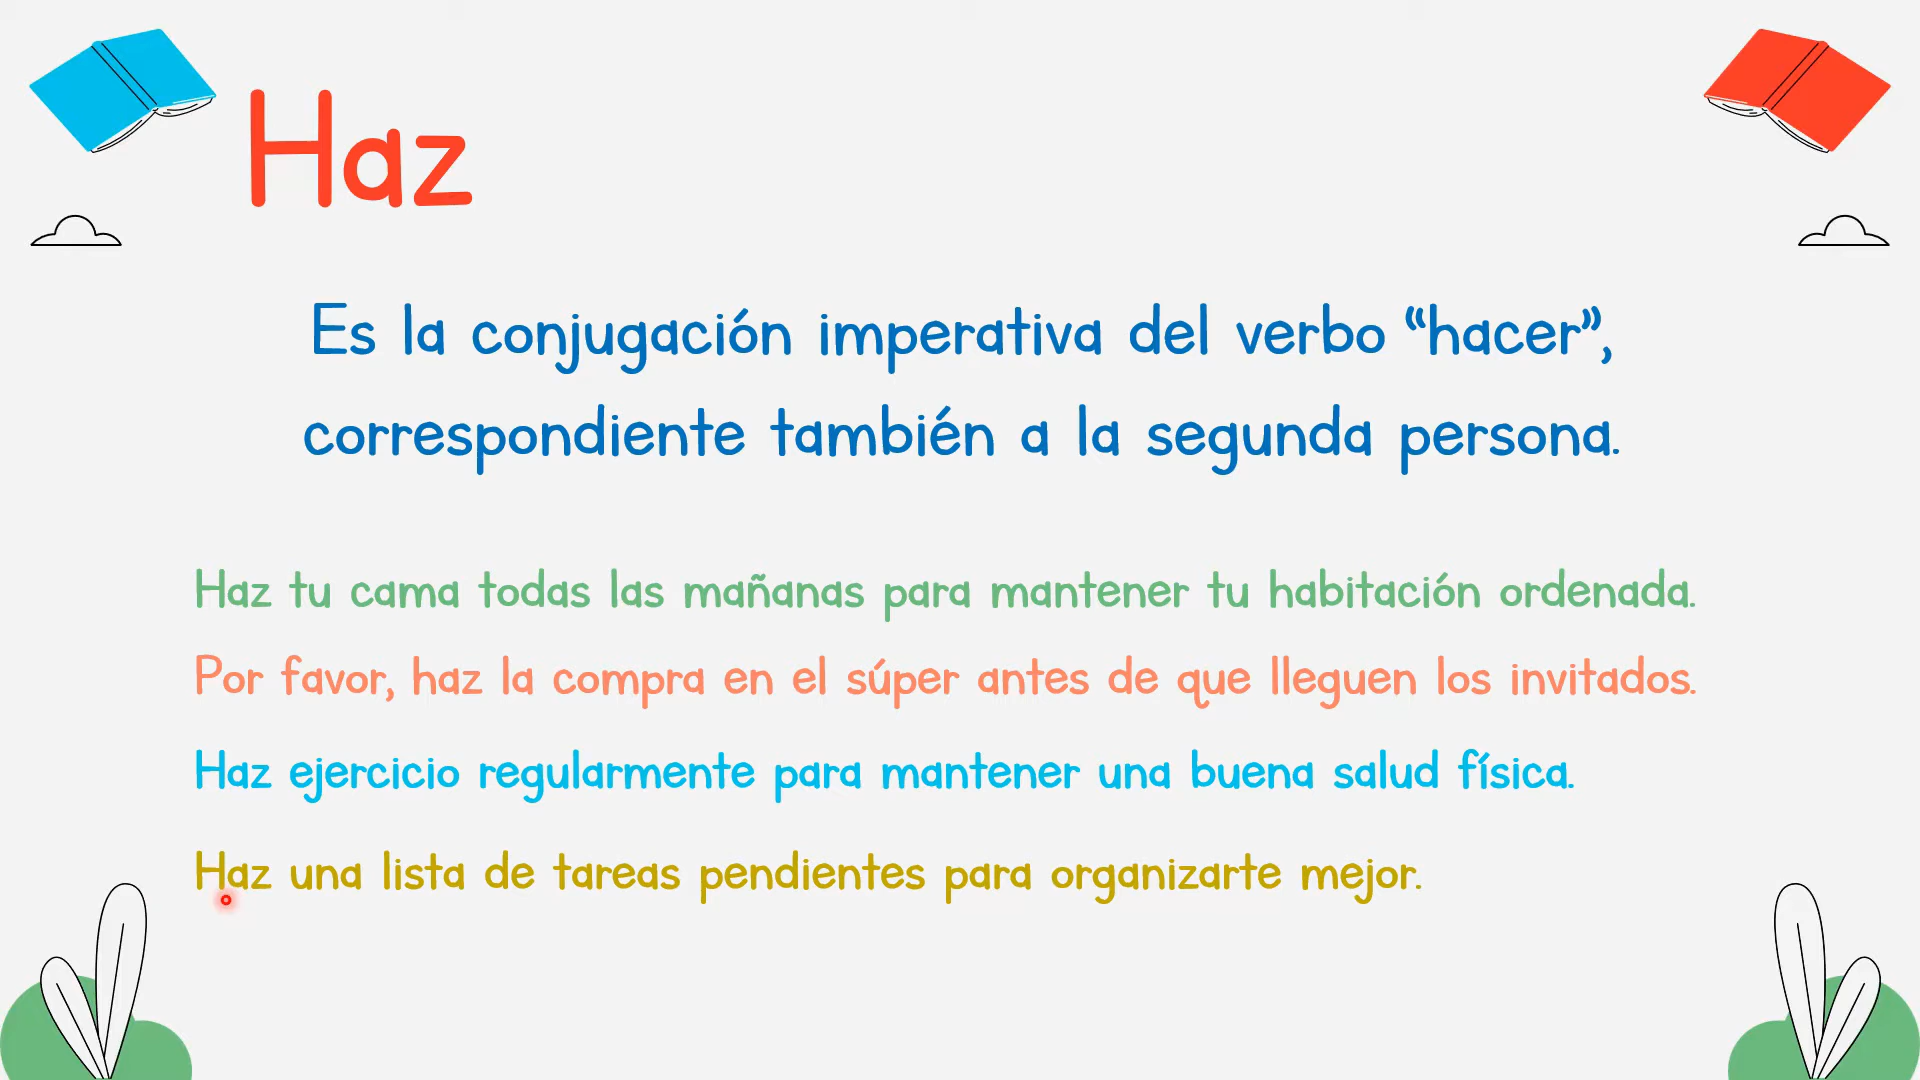 Haz
Es la conjugación imperativa del verbo “hacer”,
correspondiente también a la segunda persona.
Haz tu cama todas las mañanas para mantener tu habitación ordenada.
Por favor, haz la compra en el súper antes de que lleguen los invitados.
Haz ejercicio regularmente para mantener una buena salud física.
Haz una lista de tareas pendientes para organizarte mejor.